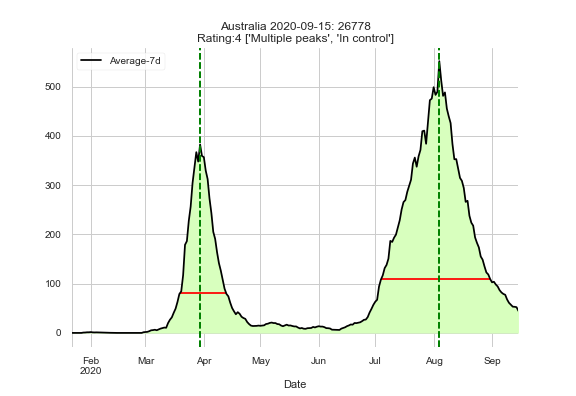 Australia 2020-09-15: 26778
Rating:4 ['Multiple peaks', 'In control']
Average-7d
500
400
300
200
100
0
Feb Mar Apr May Jun Jul Aug Sep
2020
Date